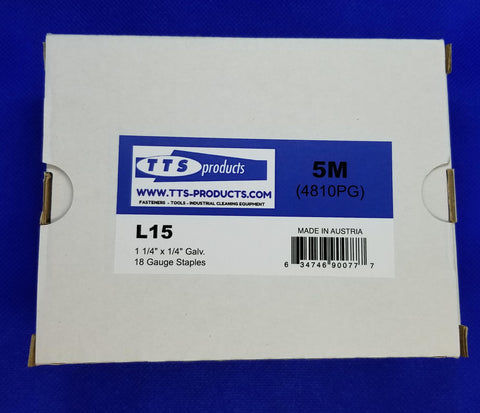 TTS products
WWW.TTS-PRODUCTS.COM
FASTENERS - TOOLS - INDUSTRIAL CLEANING EQUIPMENT
5M
(4810PG)
L15
1 1/4" x 1/4" Galv.
18 Gauge Staples
MADE IN AUSTRIA
6 34746 90077 7